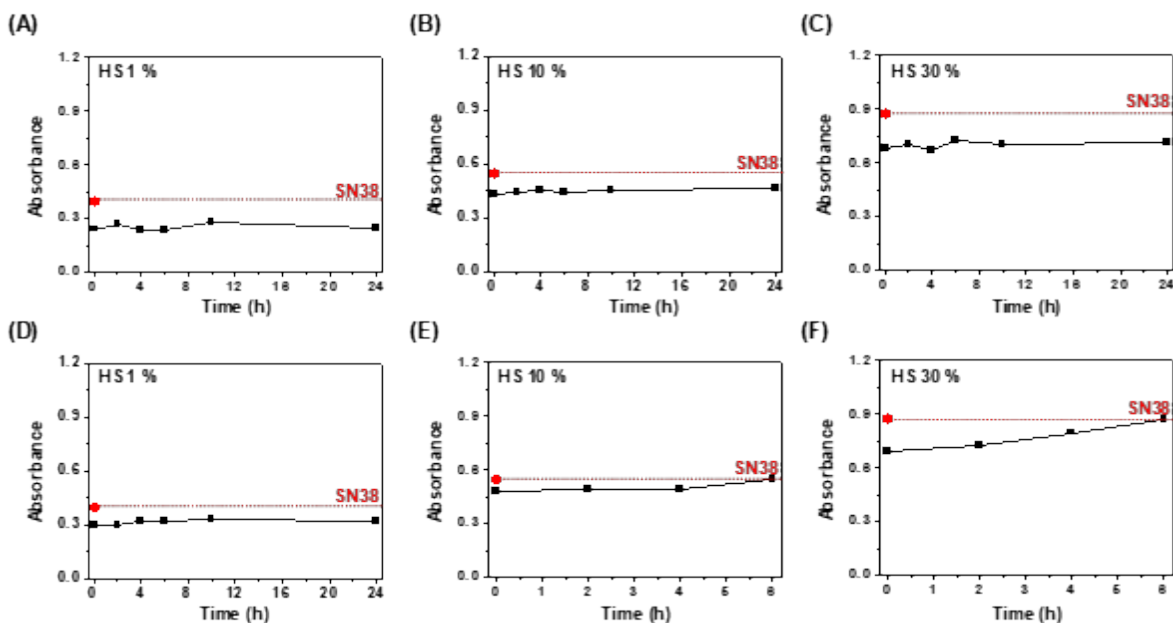 (A)
1.2
0.9
0.6
0.3
0.0
Absorbance
HS 1 %
SN38
0 4 8 12 16 20 24
Time (h)
(B)
1.2
0.9
0.6
0.3
0.0
Absorbance
HS 10 %
SN38
0 4 8 12 16 20 24
Time (h)
(C)
1.2
0.9
0.6
0.3
0.0
Absorbance
HS 30 %
SN38
0 4 8 12 16 20 24
Time (h)
(D)
1.2
0.9
0.6
0.3
0.0
Absorbance
HS 1 %
SN38
0 4 8 12 16 20 24
Time (h)
(E)
1.2
0.9
0.6
0.3
0.0
Absorbance
HS 10 %
SN38
0 1 2 3 4 5 6
Time (h)
(F)
1.2
0.9
0.6
0.3
0.0
Absorbance
HS 30 %
SN38
0 1 2 3 4 5 6
Time (h)